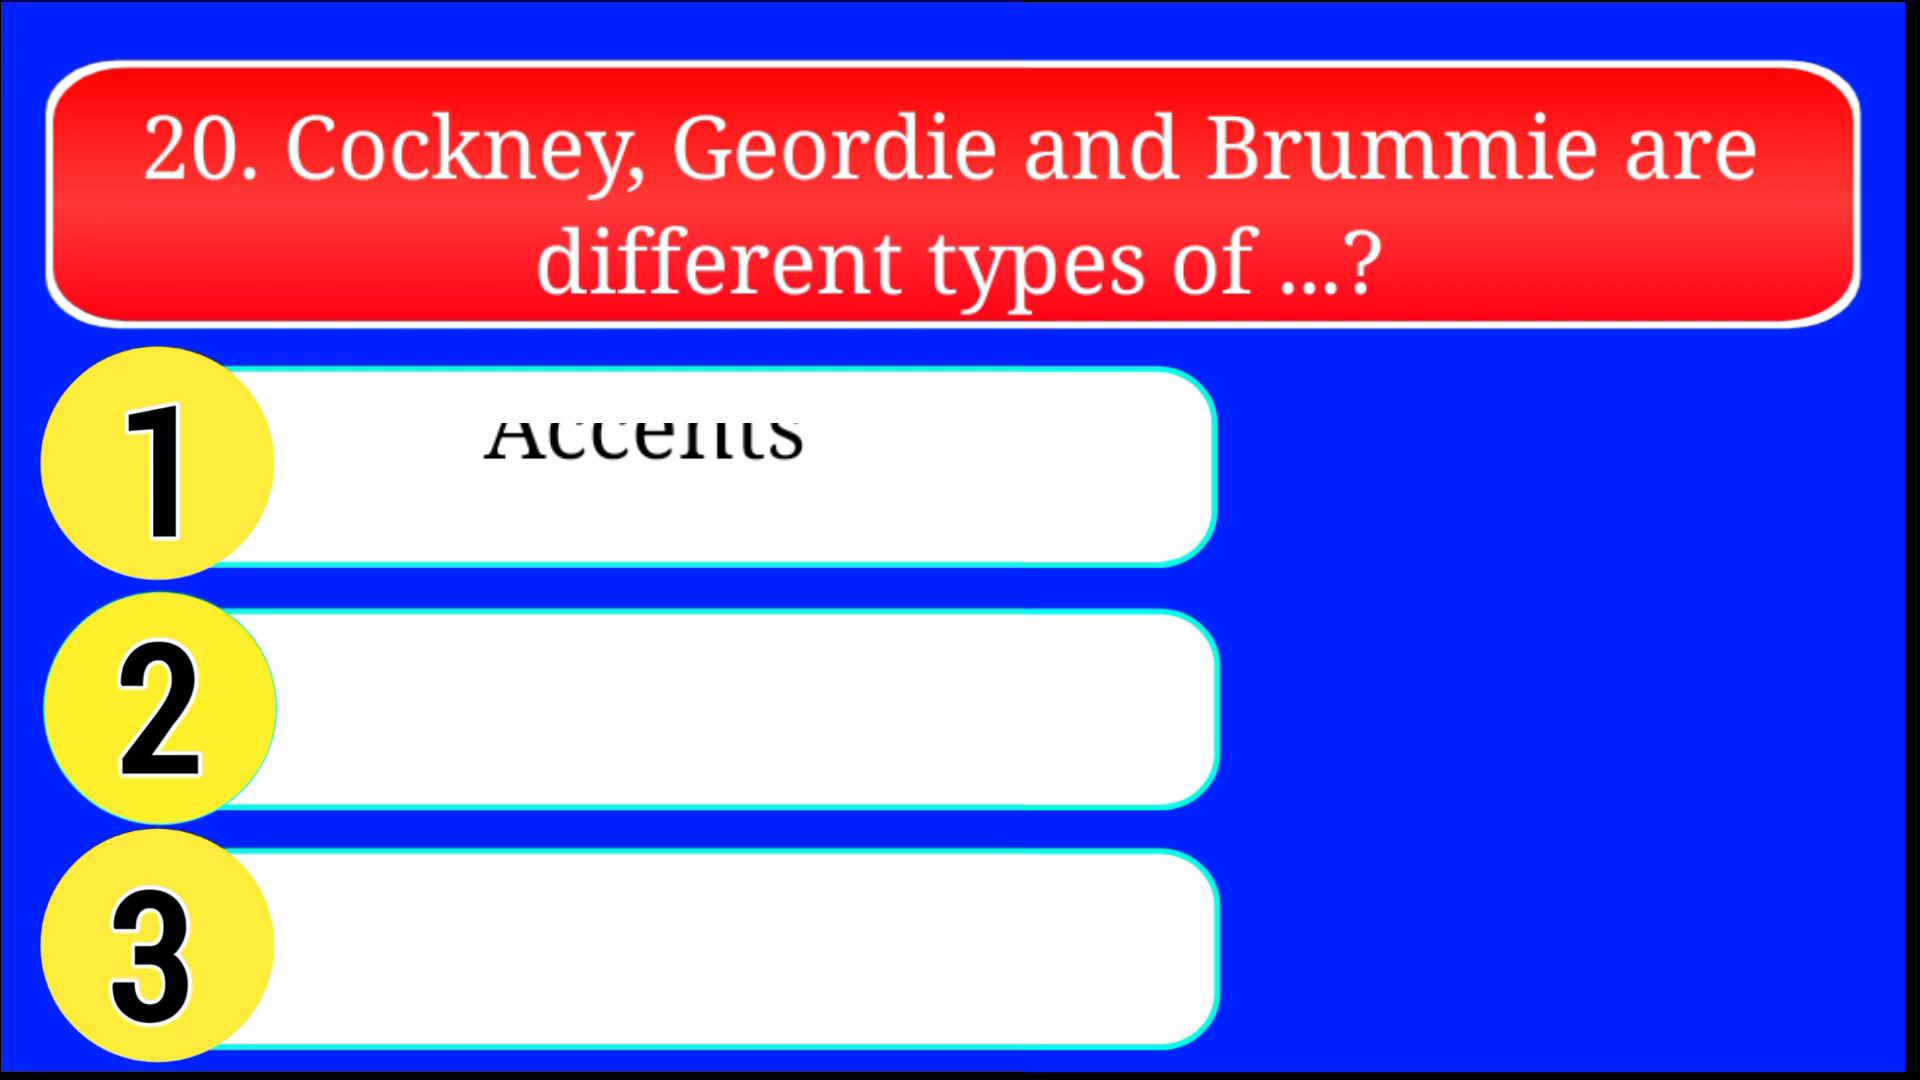 20. Cockney, Geordie and Brummie are
different types of ...?
1
Accents
2
3